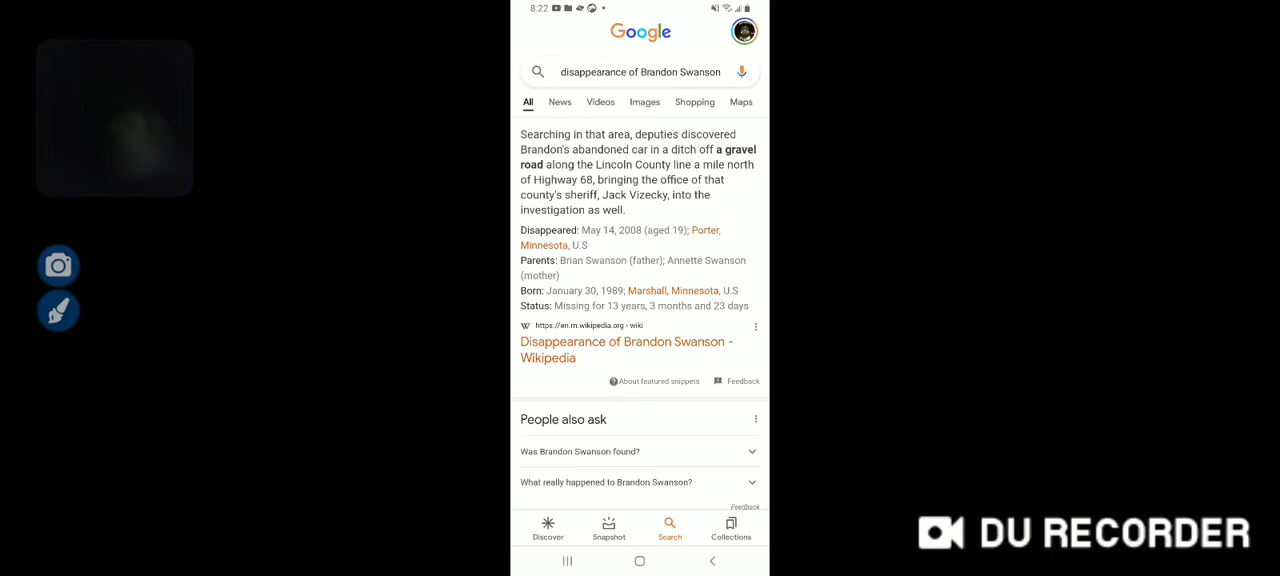 8:22
Google
disappearance of Brandon Swanson
All News Videos Images Shopping Maps
Searching in that area, deputies discovered
Brandon's abandoned car in a ditch off a gravel
road along the Lincoln County line a mile north
of Highway 68, bringing the office of that
county's sheriff, Jack Vizecky, into the
investigation as well.
Disappeared: May 14, 2008 (aged 19); Porter,
Minnesota, U.S
Parents: Brian Swanson (father); Annette Swanson
(mother)
Born: January 30, 1989; Marshall, Minnesota, U.S
Status: Missing for 13 years, 3 months and 23 days
W https://en.m.wikipedia.org › wiki
Disappearance of Brandon Swanson -
Wikipedia
About featured snippets Feedback
People also ask
Was Brandon Swanson found?
What really happened to Brandon Swanson?
Feedback
Discover Snapshot Search Collections
DU RECORDER